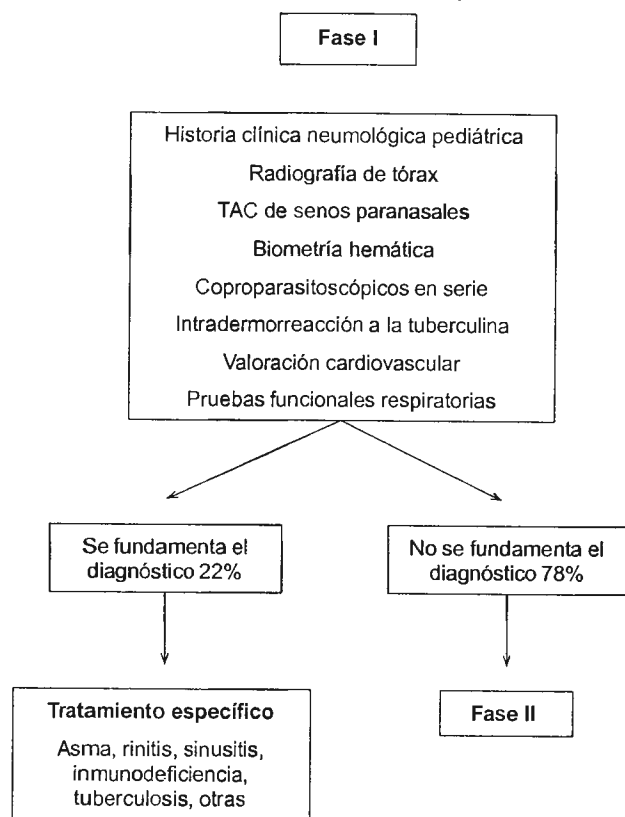 Fase I
Historia clínica neumológica pediátrica
Radiografía de tórax
TAC de senos paranasales
Biometría hemática
Coproparasitoscópicos en serie
Intradermorreacción a la tuberculina
Valoración cardiovascular
Pruebas funcionales respiratorias
Se fundamenta el
diagnóstico 22%
No se fundamenta el
diagnóstico 78%
Tratamiento específico
Asma, rinitis, sinusitis,
inmunodeficiencia,
tuberculosis, otras
Fase II